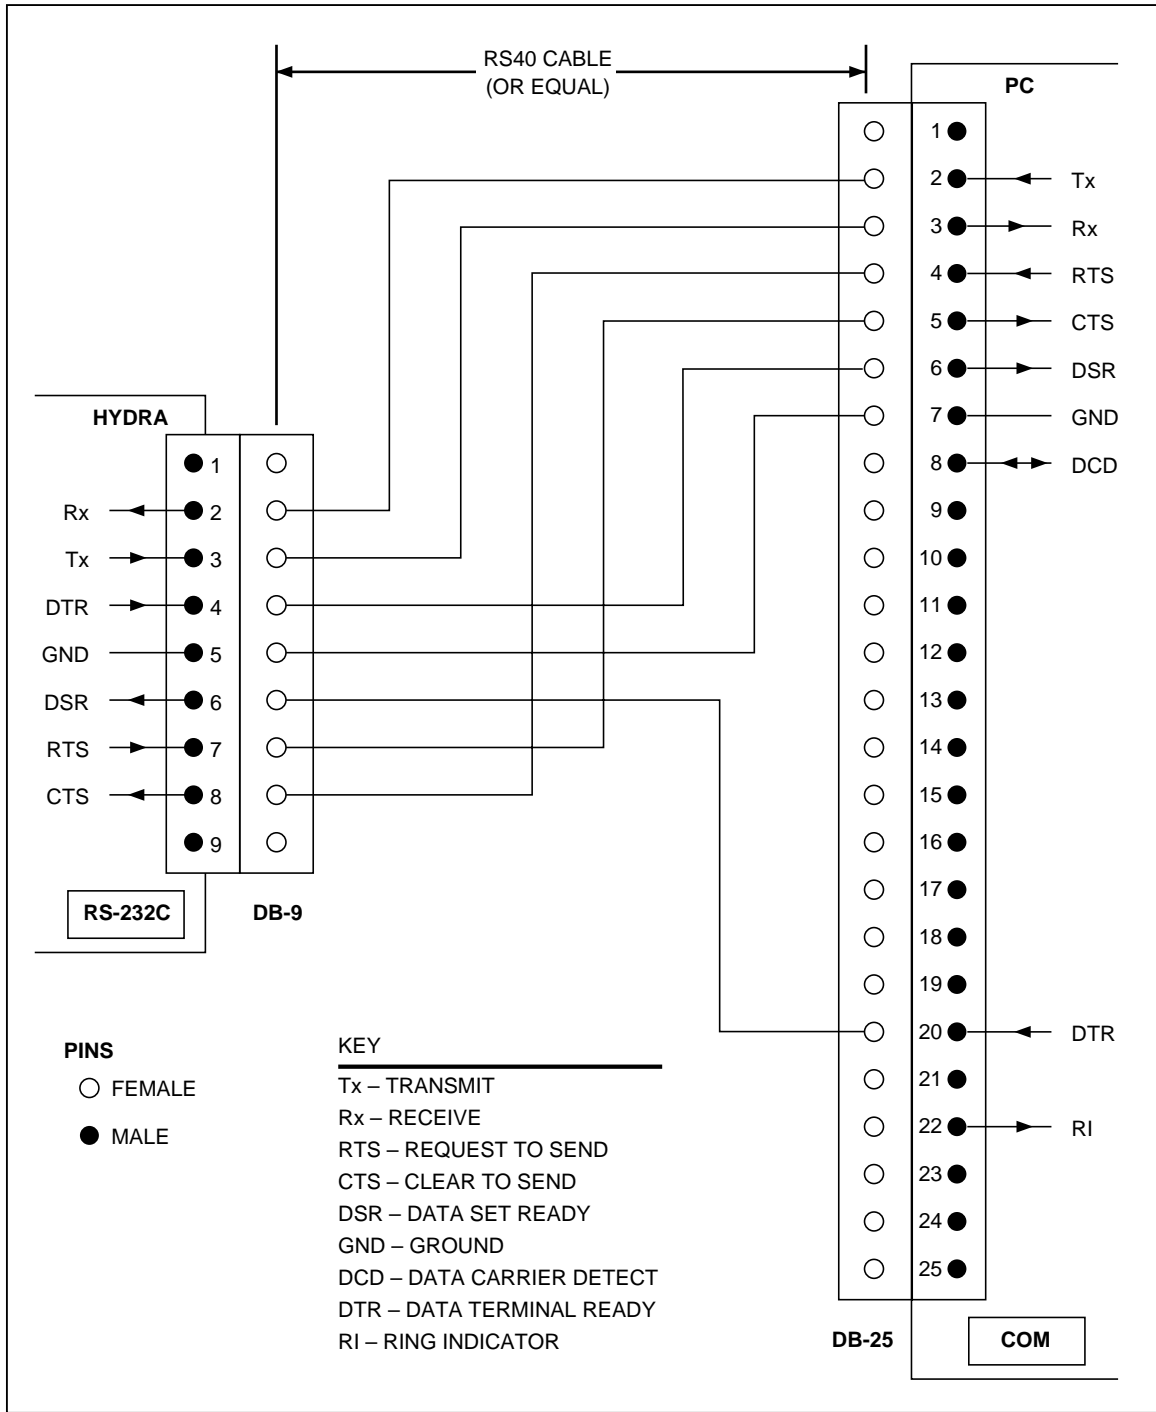 RS40 CABLE
(OR EQUAL)
PC
1
2 Tx
3 Rx
4 RTS
5 CTS
6 DSR
7 GND
8 DCD
9
10
11
12
13
14
15
16
17
18
19
20 DTR
21
22 RI
23
24
25
DB-25
COM
HYDRA
1
Rx 2
Tx 3
DTR 4
GND 5
DSR 6
RTS 7
CTS 8
9
RS-232C
DB-9
PINS
FEMALE
MALE
KEY
Tx – TRANSMIT
Rx – RECEIVE
RTS – REQUEST TO SEND
CTS – CLEAR TO SEND
DSR – DATA SET READY
GND – GROUND
DCD – DATA CARRIER DETECT
DTR – DATA TERMINAL READY
RI – RING INDICATOR